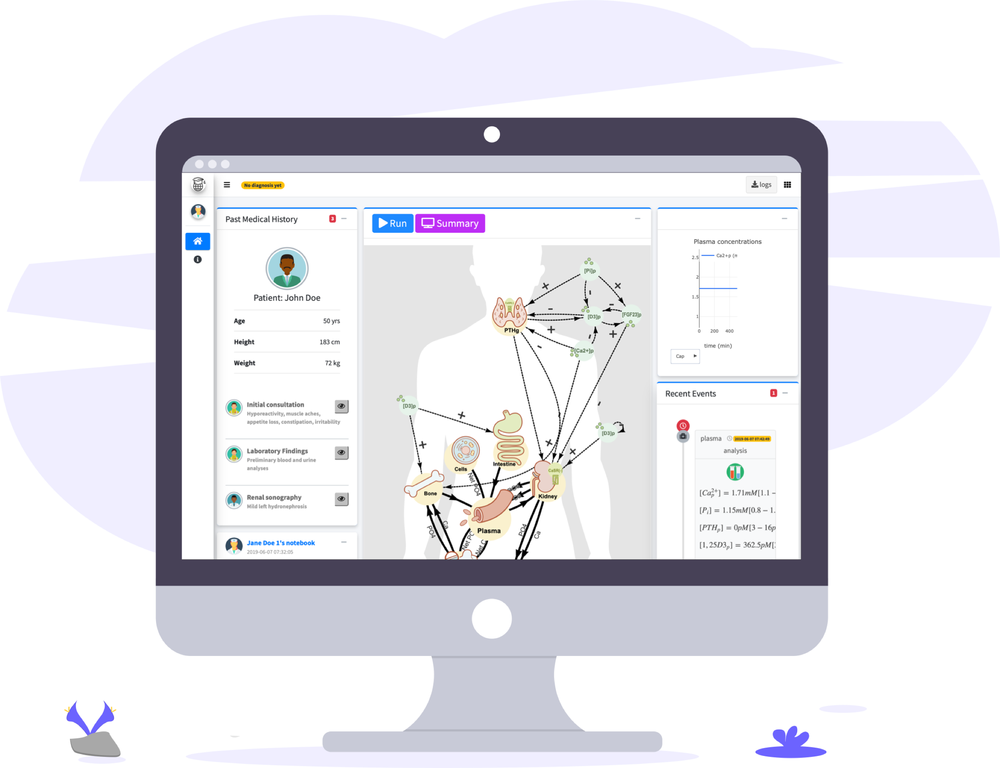 No diagnosis yet
logs
Past Medical History
3
Patient: John Doe
Age 50 yrs
Height 183 cm
Weight 72 kg
Initial consultation
Hyporeactivity, muscle aches,
appetite loss, constipation, irritability
Laboratory Findings
Preliminary blood and urine
analyses
Renal sonography
Mild left hydronephrosis
Jane Doe 1's notebook
2019-06-07 07:32:05
Run
Summary
[Pi]p
+
-
+
CaSR(-)
PTHg
-
+
[D3]p
-
+
[FGF23]p
-
-
[Ca2+]p
[D3]p
+
+
-
[D3]p
-
+
+
Cells
Intestine
CaSR(-)
Kidney
Bone
Net PO4
Plasma
PO4
Ca
Net
Net
PO4
Ca
Plasma concentrations
2.5
Ca2+p (m
2
1.5
1
0 200 400
time (min)
Cap
Recent Events
1
plasma 2019-06-07 07:42:49
analysis
[Ca²⁺ₚ] = 1.71mM[1.1 −
[Pᵢ] = 1.15mM[0.8 − 1.
[PTHₚ] = 0pM[3 − 16p
[1, 25D3ₚ] = 362.5pM[